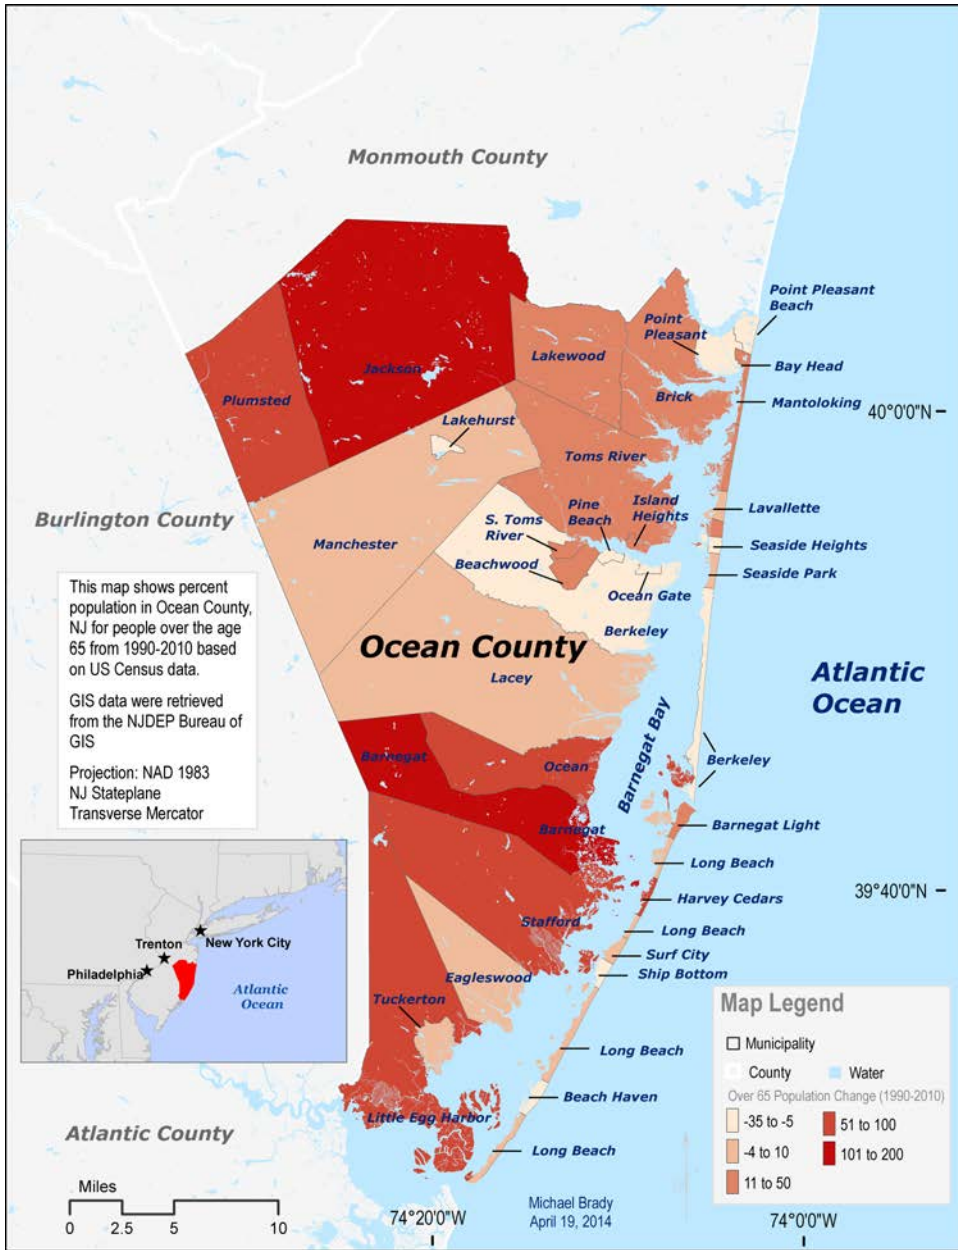 Monmouth County
Point Pleasant
Beach
Point
Pleasant
Bay Head
Lakewood
Jackson
Plumsted
Brick
Mantoloking
40°0'0"N
Lakehurst
Toms River
Lavallette
Burlington County
Pine
Beach
Island
Heights
S. Toms
River
Manchester
Seaside Heights
Beachwood
Seaside Park
Ocean Gate
Berkeley
This map shows percent
population in Ocean County,
NJ for people over the age
65 from 1990-2010 based
on US Census data.
GIS data were retrieved
from the NJDEP Bureau of
GIS
Projection: NAD 1983
NJ Stateplane
Transverse Mercator
Ocean County
Lacey
Atlantic
Ocean
Barnegat Bay
Barnegat
Ocean
Berkeley
Barnegat
Barnegat Light
Long Beach
39°40'0"N
Harvey Cedars
Stafford
Long Beach
Surf City
Ship Bottom
Eagleswood
Tuckerton
Long Beach
Beach Haven
Little Egg Harbor
Long Beach
New York City
Trenton
Philadelphia
Atlantic
Ocean
Atlantic County
Map Legend
Municipality
County
Water
Over 65 Population Change (1990-2010)
-35 to -5
-4 to 10
11 to 50
51 to 100
101 to 200
Miles
0 2.5 5 10
Michael Brady
April 19, 2014
74°20'0"W
74°0'0"W